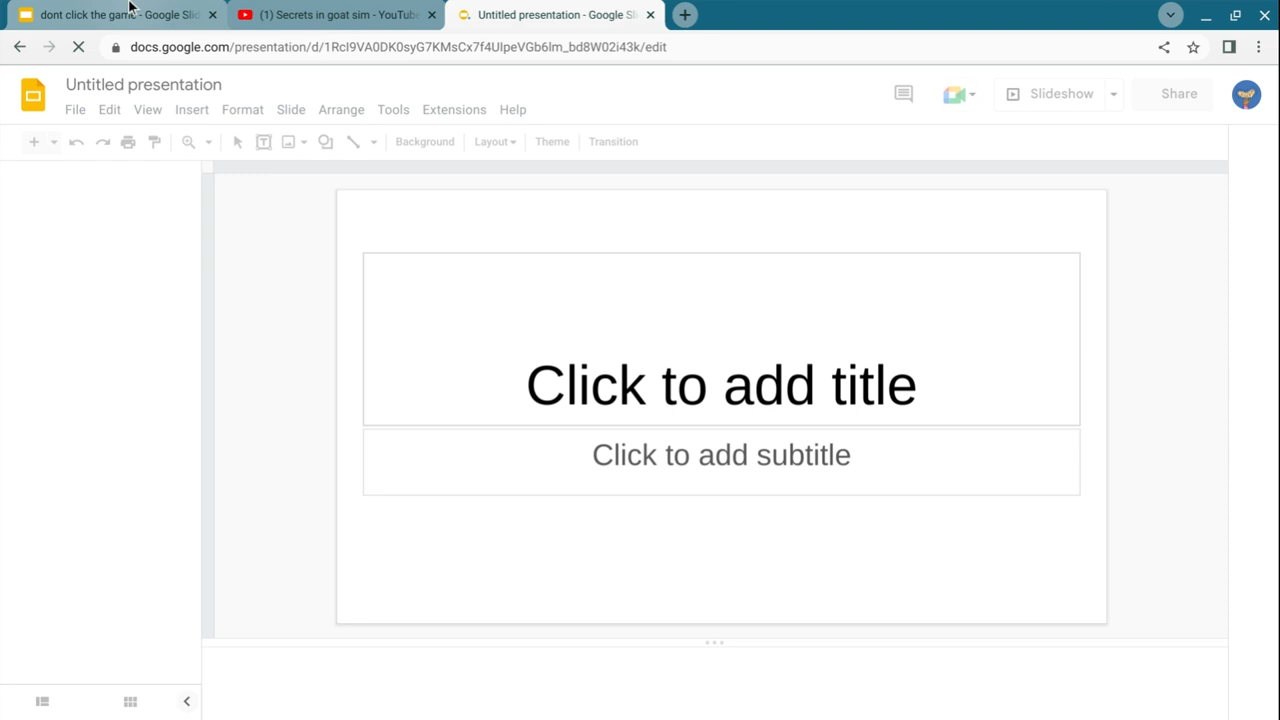 dont click the game - Google Slid
(1) Secrets in goat sim - YouTube
Untitled presentation - Google S
docs.google.com/presentation/d/1RcI9VA0DK0syG7KMsCx7f4UIpeVGb6lm_bd8W02i43k/edit
Untitled presentation
File Edit View Insert Format Slide Arrange Tools Extensions Help
Slideshow
Share
Background Layout Theme Transition
Click to add title
Click to add subtitle